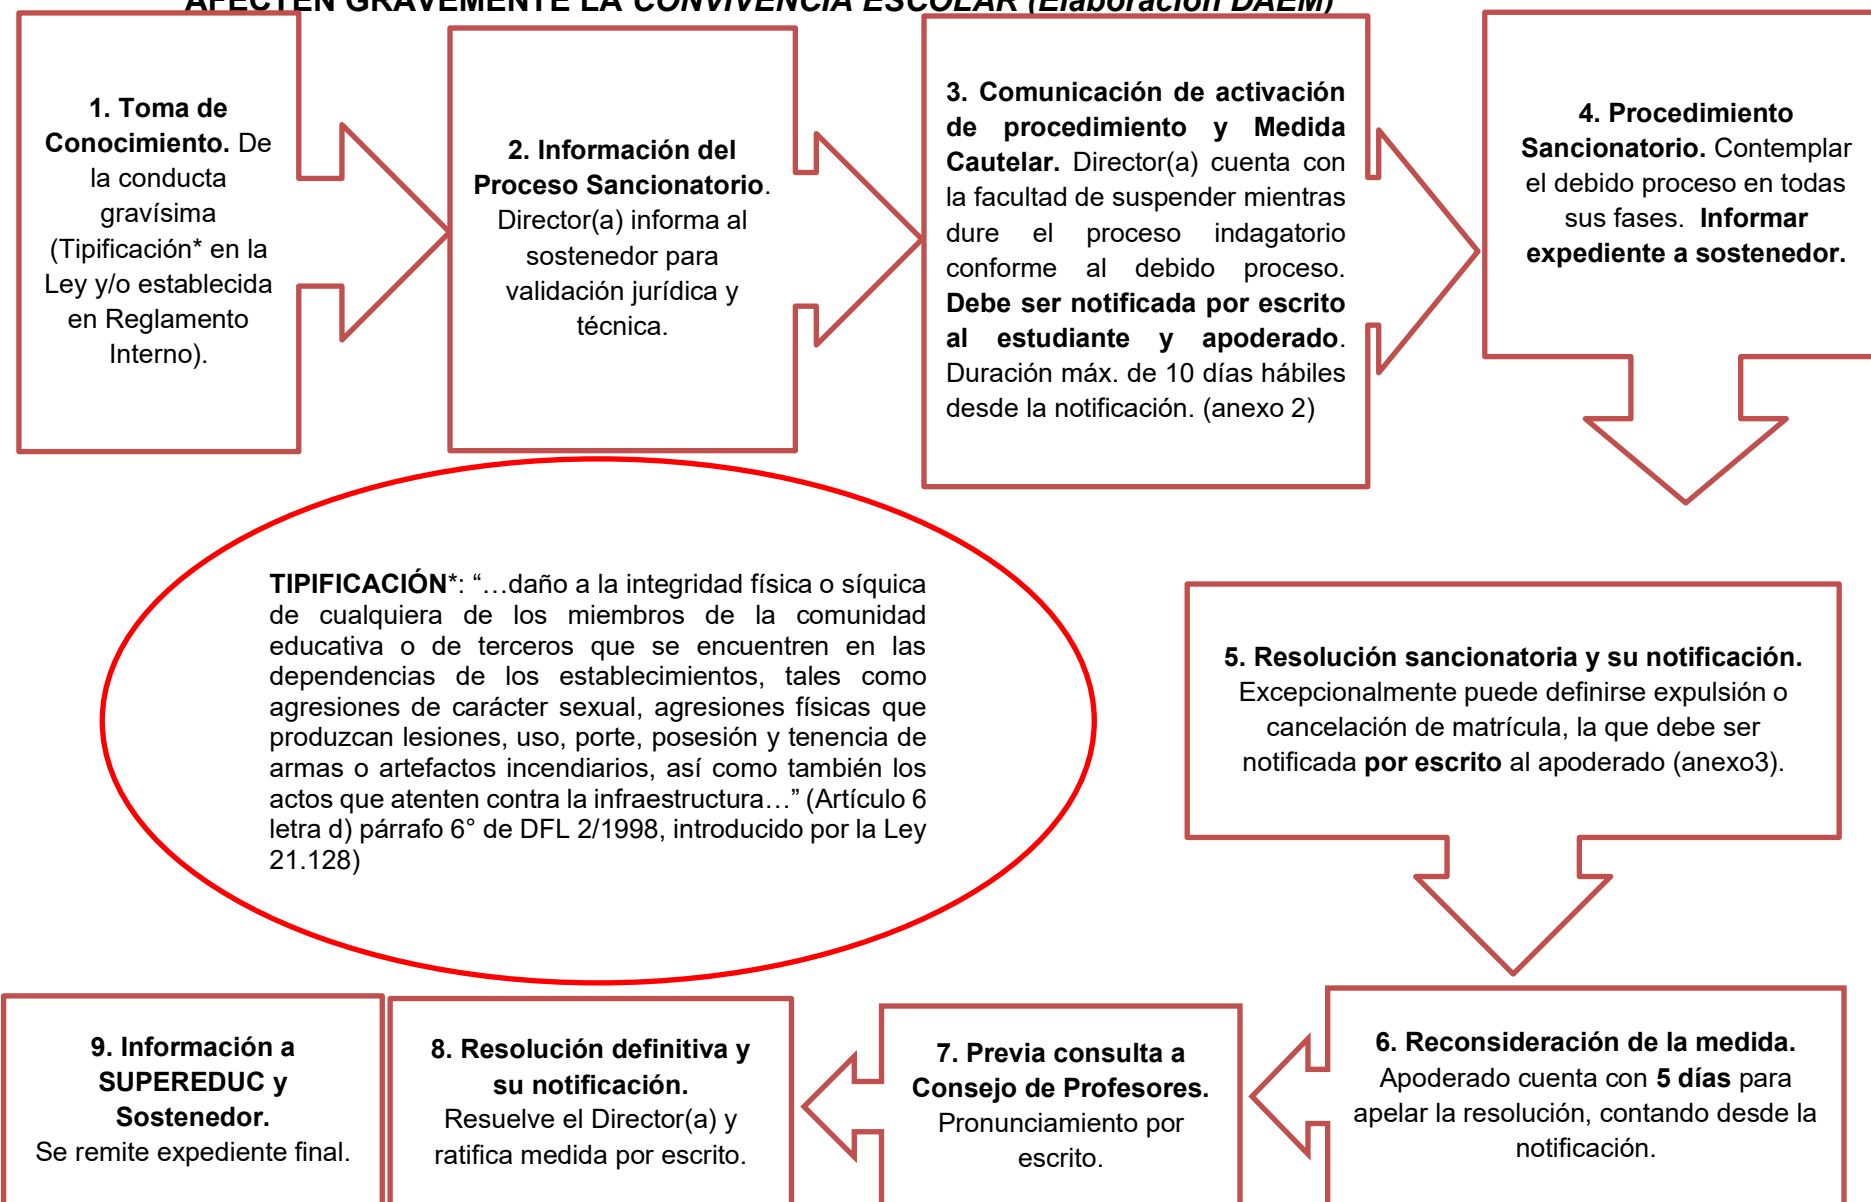 AFECTEN GRAVEMENTE LA CONVIVENCIA ESCOLAR (Elaboración DAEM)
1. Toma de
Conocimiento. De
la conducta
gravísima
(Tipificación* en la
Ley y/o establecida
en Reglamento
Interno).
2. Información del
Proceso Sancionatorio.
Director(a) informa al
sostenedor para
validación jurídica y
técnica.
3. Comunicación de activación
de procedimiento y Medida
Cautelar. Director(a) cuenta con
la facultad de suspender mientras
dure el proceso indagatorio
conforme al debido proceso.
Debe ser notificada por escrito
al estudiante y apoderado.
Duración máx. de 10 días hábiles
desde la notificación. (anexo 2)
4. Procedimiento
Sancionatorio. Contemplar
el debido proceso en todas
sus fases. Informar
expediente a sostenedor.
TIPIFICACIÓN*: “…daño a la integridad física o síquica
de cualquiera de los miembros de la comunidad
educativa o de terceros que se encuentren en las
dependencias de los establecimientos, tales como
agresiones de carácter sexual, agresiones físicas que
produzcan lesiones, uso, porte, posesión y tenencia de
armas o artefactos incendiarios, así como también los
actos que atenten contra la infraestructura…” (Artículo 6
letra d) párrafo 6° de DFL 2/1998, introducido por la Ley
21.128)
5. Resolución sancionatoria y su notificación.
Excepcionalmente puede definirse expulsión o
cancelación de matrícula, la que debe ser
notificada por escrito al apoderado (anexo3).
6. Reconsideración de la medida.
Apoderado cuenta con 5 días para
apelar la resolución, contando desde la
notificación.
7. Previa consulta a
Consejo de Profesores.
Pronunciamiento por
escrito.
8. Resolución definitiva y
su notificación.
Resuelve el Director(a) y
ratifica medida por escrito.
9. Información a
SUPEREDUC y
Sostenedor.
Se remite expediente final.